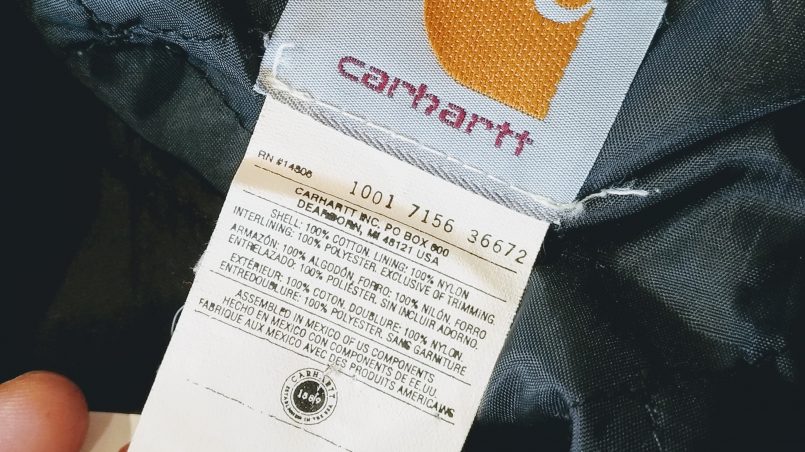 carhartt
RN #14806
1001 7156 36672
CARHARTT INC. PO BOX 600
DEARBORN, MI 48121 USA
SHELL: 100% COTTON, LINING: 100% NYLON
INTERLINING: 100% POLYESTER. EXCLUSIVE OF TRIMMING.
ARMAZÓN: 100% ALGODÓN, FORRO: 100% NILÓN, FORRO
ENTRELAZADO: 100% POLIÉSTER. SIN INCLUIR ADORNO.
EXTÉRIEUR: 100% COTON, DOUBLURE: 100% NYLON
ENTREDOUBLURE: 100% POLYESTER. SANS GARNITURE
ASSEMBLED IN MEXICO OF US COMPONENTS
HECHO EN MEXICO CON COMPONENTS DE EE.UU.
FABRIQUE AUX MEXICO AVEC DES PRODUITS AMERICAINS
CARHARTT
1889